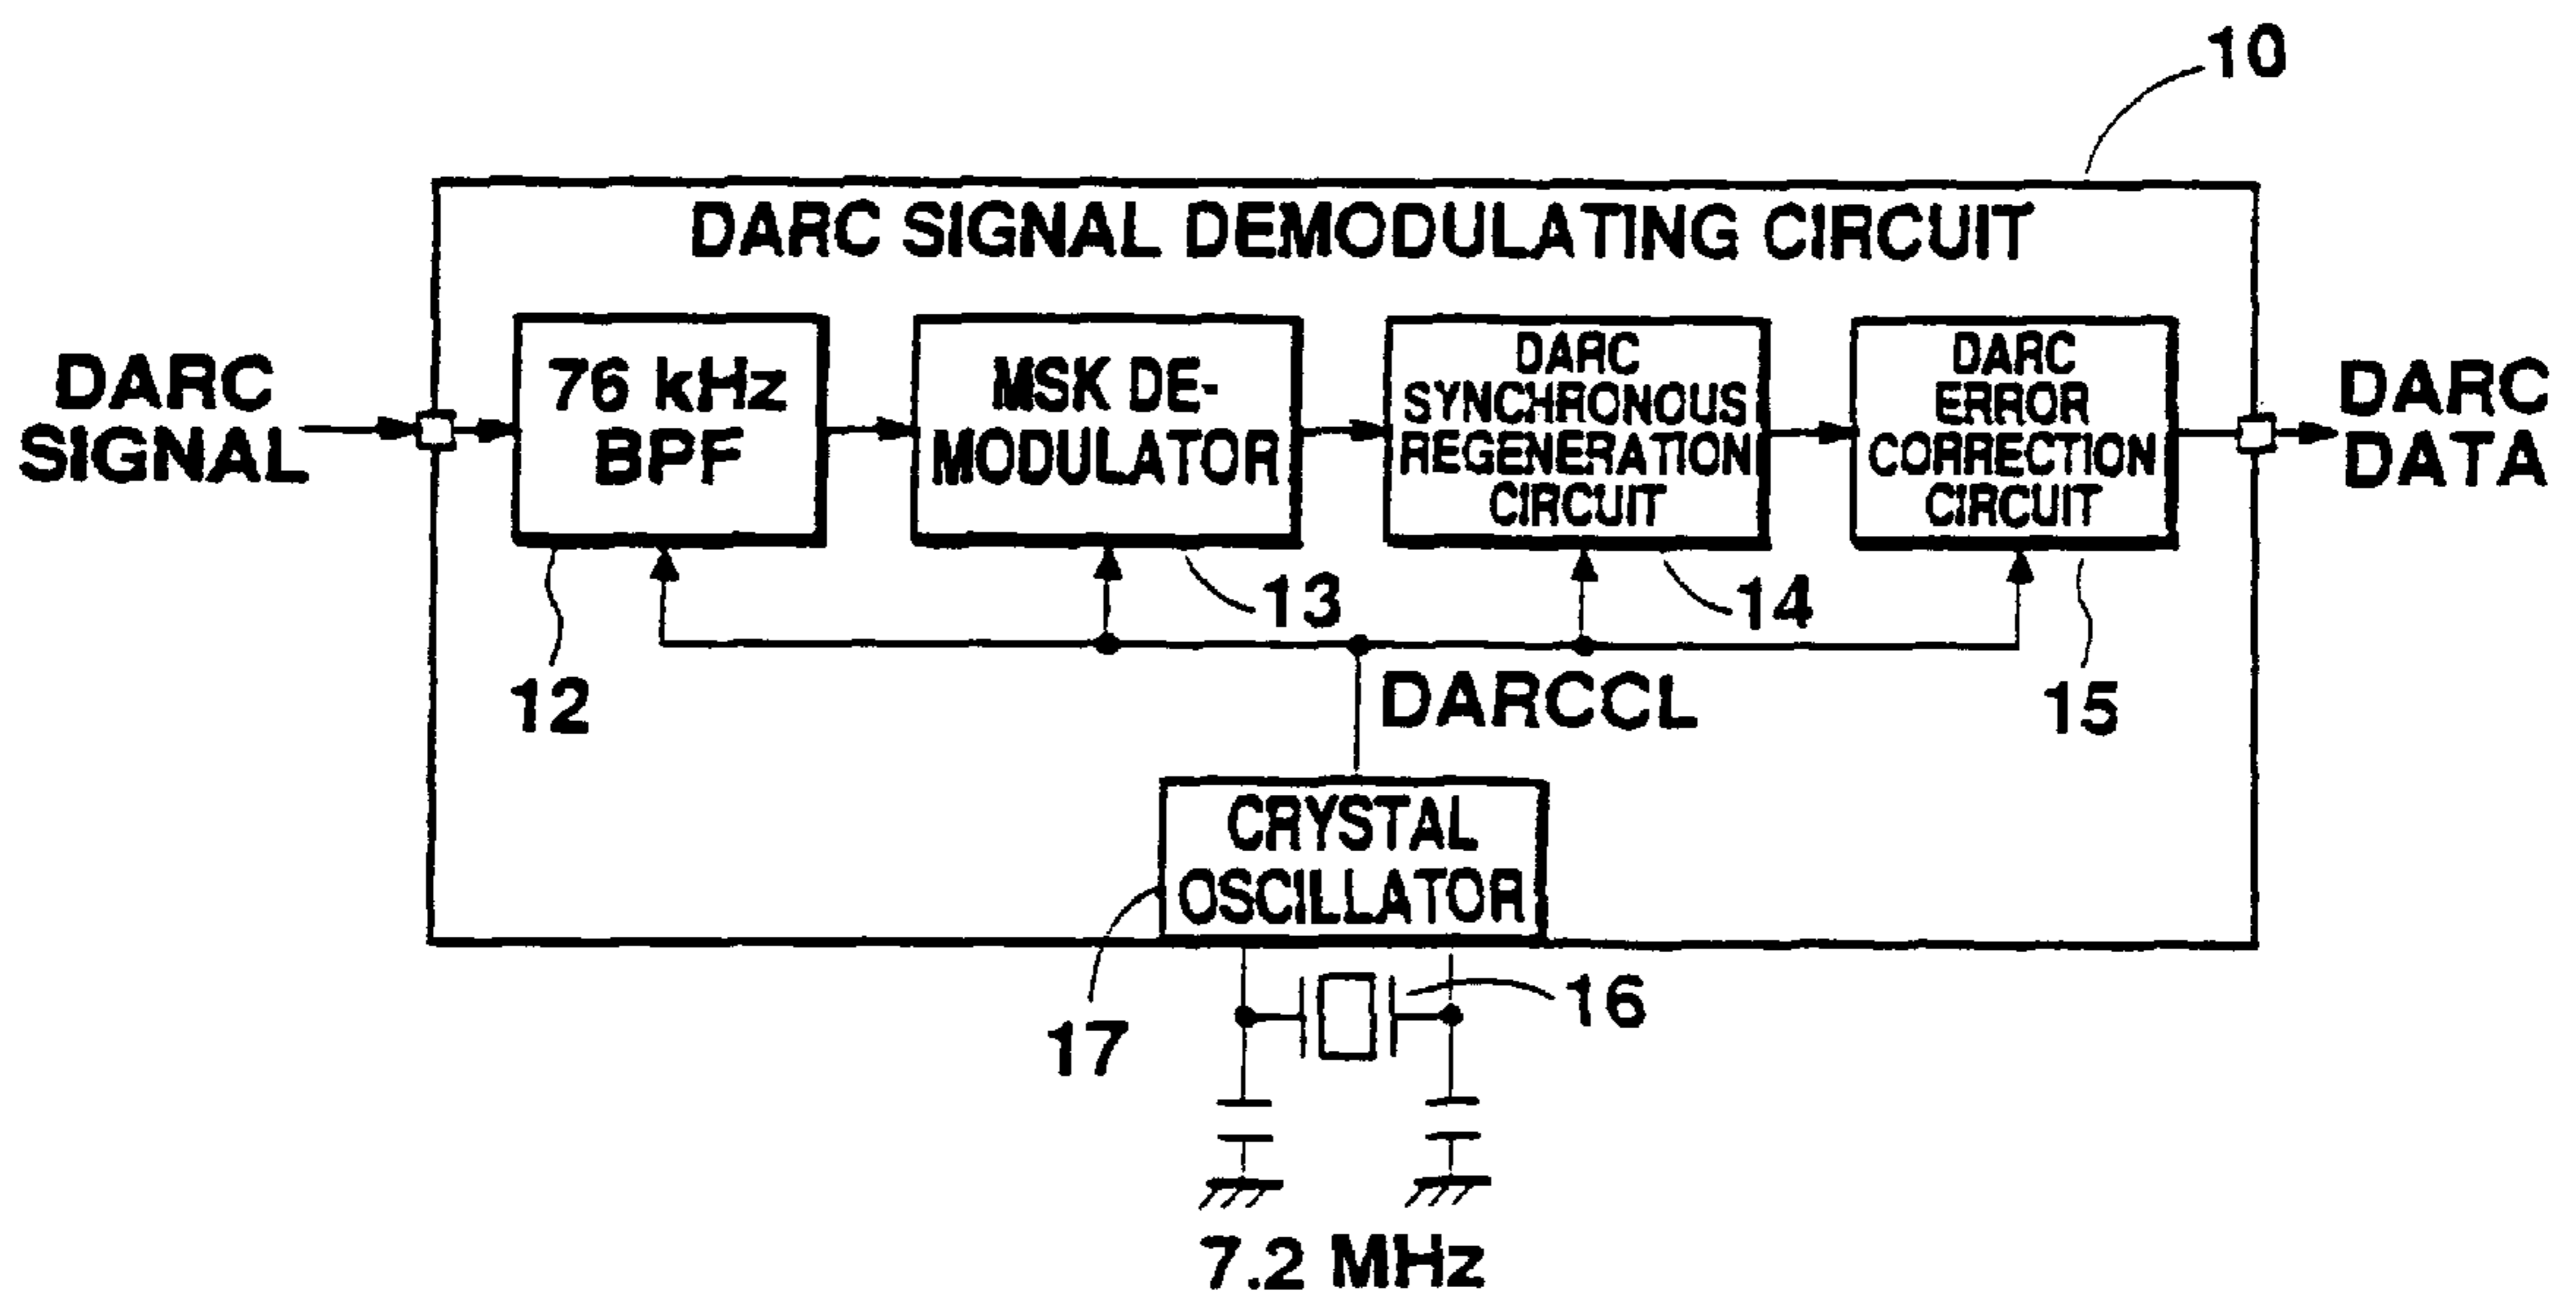 10
DARC SIGNAL DEMODULATING CIRCUIT
DARC
SIGNAL
76 kHz
BPF
MSK DE-
MODULATOR
DARC
SYNCHRONOUS
REGENERATION
CIRCUIT
DARC
ERROR
CORRECTION
CIRCUIT
DARC
DATA
12
13
14
15
DARCCL
CRYSTAL
OSCILLATOR
17
16
7.2 MHz